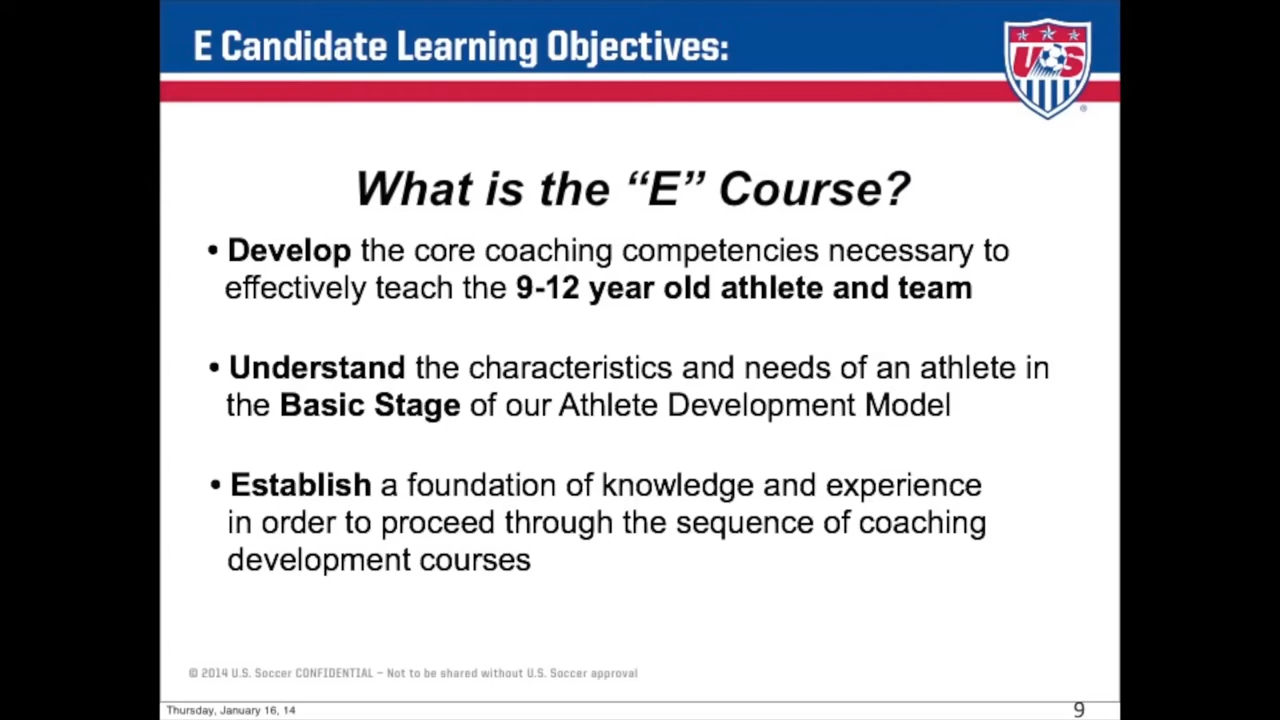 E Candidate Learning Objectives:
US
®
What is the “E” Course?
• Develop the core coaching competencies necessary to
effectively teach the 9-12 year old athlete and team
• Understand the characteristics and needs of an athlete in
the Basic Stage of our Athlete Development Model
• Establish a foundation of knowledge and experience
in order to proceed through the sequence of coaching
development courses
© 2014 U.S. Soccer CONFIDENTIAL – Not to be shared without U.S. Soccer approval
Thursday, January 16, 14
9